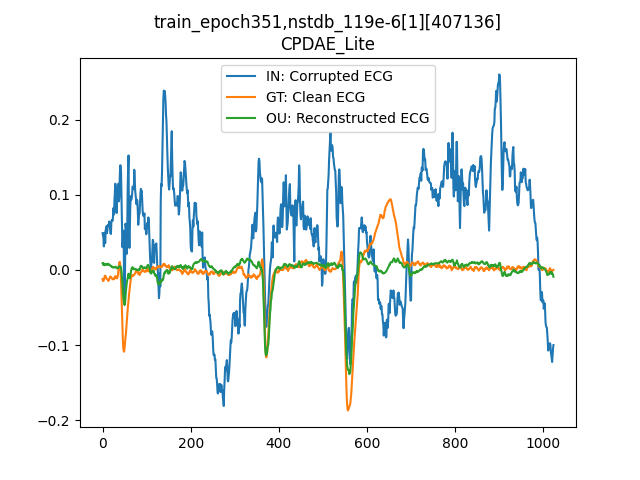 train_epoch351,nstdb_119e-6[1][407136]
CPDAE_Lite
IN: Corrupted ECG
GT: Clean ECG
OU: Reconstructed ECG
0.2
0.1
0.0
−0.1
−0.2
0 200 400 600 800 1000